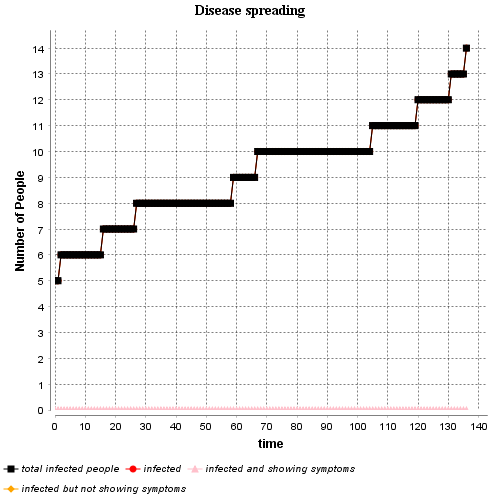 Disease spreading
14
13
12
11
10
9
8
7
6
5
4
3
2
1
0
Number of People
0 10 20 30 40 50 60 70 80 90 100 110 120 130 140
time
total infected people infected infected and showing symptoms
infected but not showing symptoms